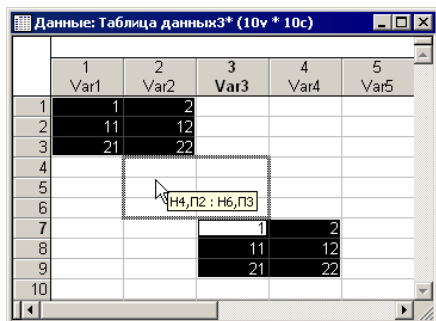 Данные: Таблица данных3* (10v * 10c)
1 2 3 4 5
Var1 Var2 Var3 Var4 Var5
1 1 2
2 11 12
3 21 22
4
5
6 Н4,П2 : Н6,П3
7 1 2
8 11 12
9 21 22
10